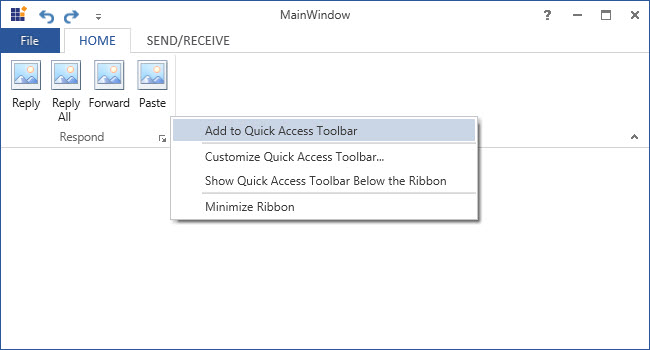 MainWindow
?
File
HOME
SEND/RECEIVE
Reply
Reply All
Forward
Paste
Respond
Add to Quick Access Toolbar
Customize Quick Access Toolbar...
Show Quick Access Toolbar Below the Ribbon
Minimize Ribbon